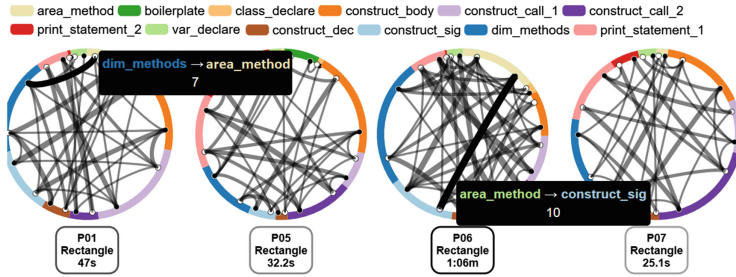 area_method boilerplate class_declare construct_body construct_call_1 construct_call_2
print_statement_2 var_declare construct_dec construct_sig dim_methods print_statement_1
dim_methods → area_method
7
area_method → construct_sig
10
P01
Rectangle
47s
P05
Rectangle
32.2s
P06
Rectangle
1:06m
P07
Rectangle
25.1s